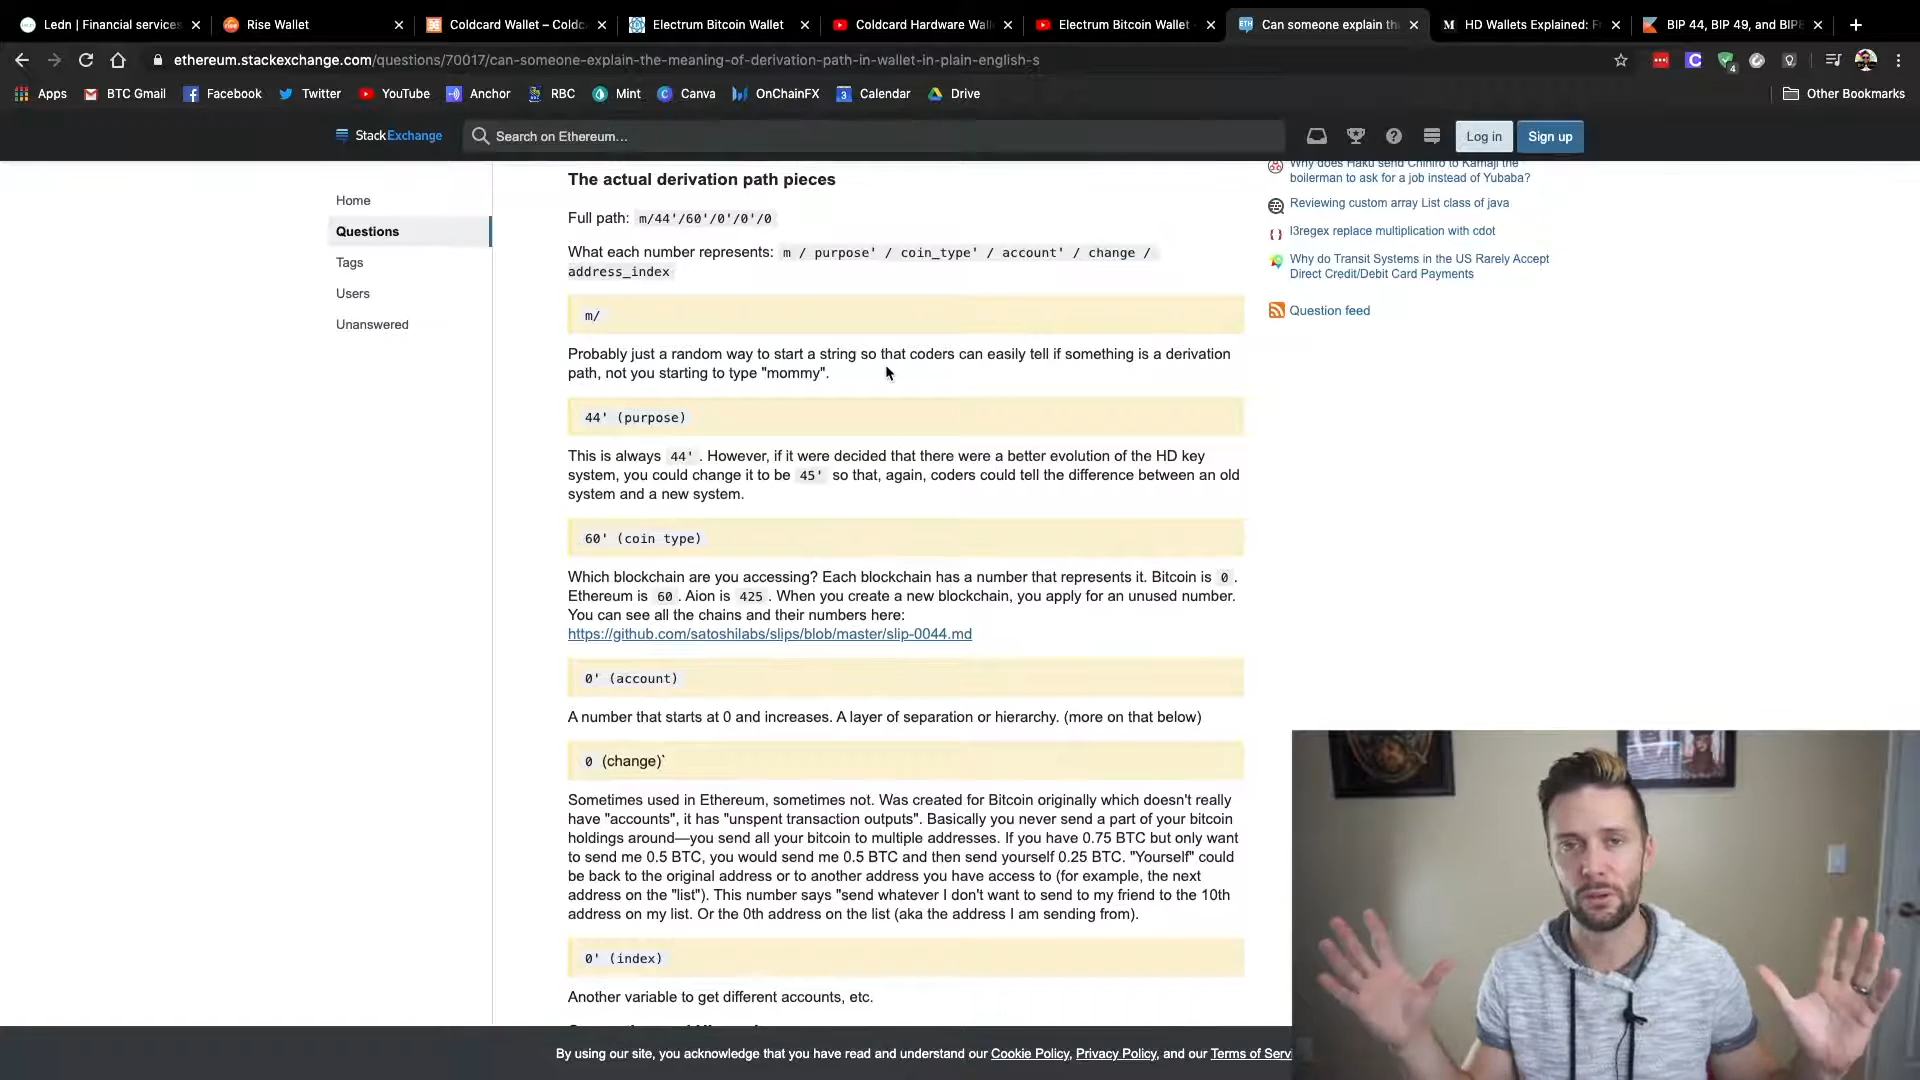 Ledn | Financial services
Rise Wallet
Coldcard Wallet – Coldc
Electrum Bitcoin Wallet
Coldcard Hardware Wall
Electrum Bitcoin Wallet
Can someone explain th
HD Wallets Explained: F
BIP 44, BIP 49, and BIP8
ethereum.stackexchange.com/questions/70017/can-someone-explain-the-meaning-of-derivation-path-in-wallet-in-plain-english-s
Apps
BTC Gmail
Facebook
Twitter
YouTube
Anchor
RBC
Mint
Canva
OnChainFX
Calendar
Drive
Other Bookmarks
StackExchange
Search on Ethereum...
Log in
Sign up
Home
Questions
Tags
Users
Unanswered
The actual derivation path pieces
Full path: m/44'/60'/0'/0'/0
What each number represents: m / purpose' / coin_type' / account' / change /
address_index
m/
Probably just a random way to start a string so that coders can easily tell if something is a derivation
path, not you starting to type "mommy".
44' (purpose)
This is always 44' . However, if it were decided that there were a better evolution of the HD key
system, you could change it to be 45' so that, again, coders could tell the difference between an old
system and a new system.
60' (coin type)
Which blockchain are you accessing? Each blockchain has a number that represents it. Bitcoin is 0 .
Ethereum is 60 . Aion is 425 . When you create a new blockchain, you apply for an unused number.
You can see all the chains and their numbers here:
https://github.com/satoshilabs/slips/blob/master/slip-0044.md
0' (account)
A number that starts at 0 and increases. A layer of separation or hierarchy. (more on that below)
0 (change)`
Sometimes used in Ethereum, sometimes not. Was created for Bitcoin originally which doesn't really
have "accounts", it has "unspent transaction outputs". Basically you never send a part of your bitcoin
holdings around—you send all your bitcoin to multiple addresses. If you have 0.75 BTC but only want
to send me 0.5 BTC, you would send me 0.5 BTC and then send yourself 0.25 BTC. "Yourself" could
be back to the original address or to another address you have access to (for example, the next
address on the "list"). This number says "send whatever I don't want to send to my friend to the 10th
address on my list. Or the 0th address on the list (aka the address I am sending from).
0' (index)
Another variable to get different accounts, etc.
Why does Haku send Chihiro to Kamaji the
boilerman to ask for a job instead of Yubaba?
Reviewing custom array List class of java
l3regex replace multiplication with cdot
Why do Transit Systems in the US Rarely Accept
Direct Credit/Debit Card Payments
Question feed
By using our site, you acknowledge that you have read and understand our Cookie Policy, Privacy Policy, and our Terms of Servi